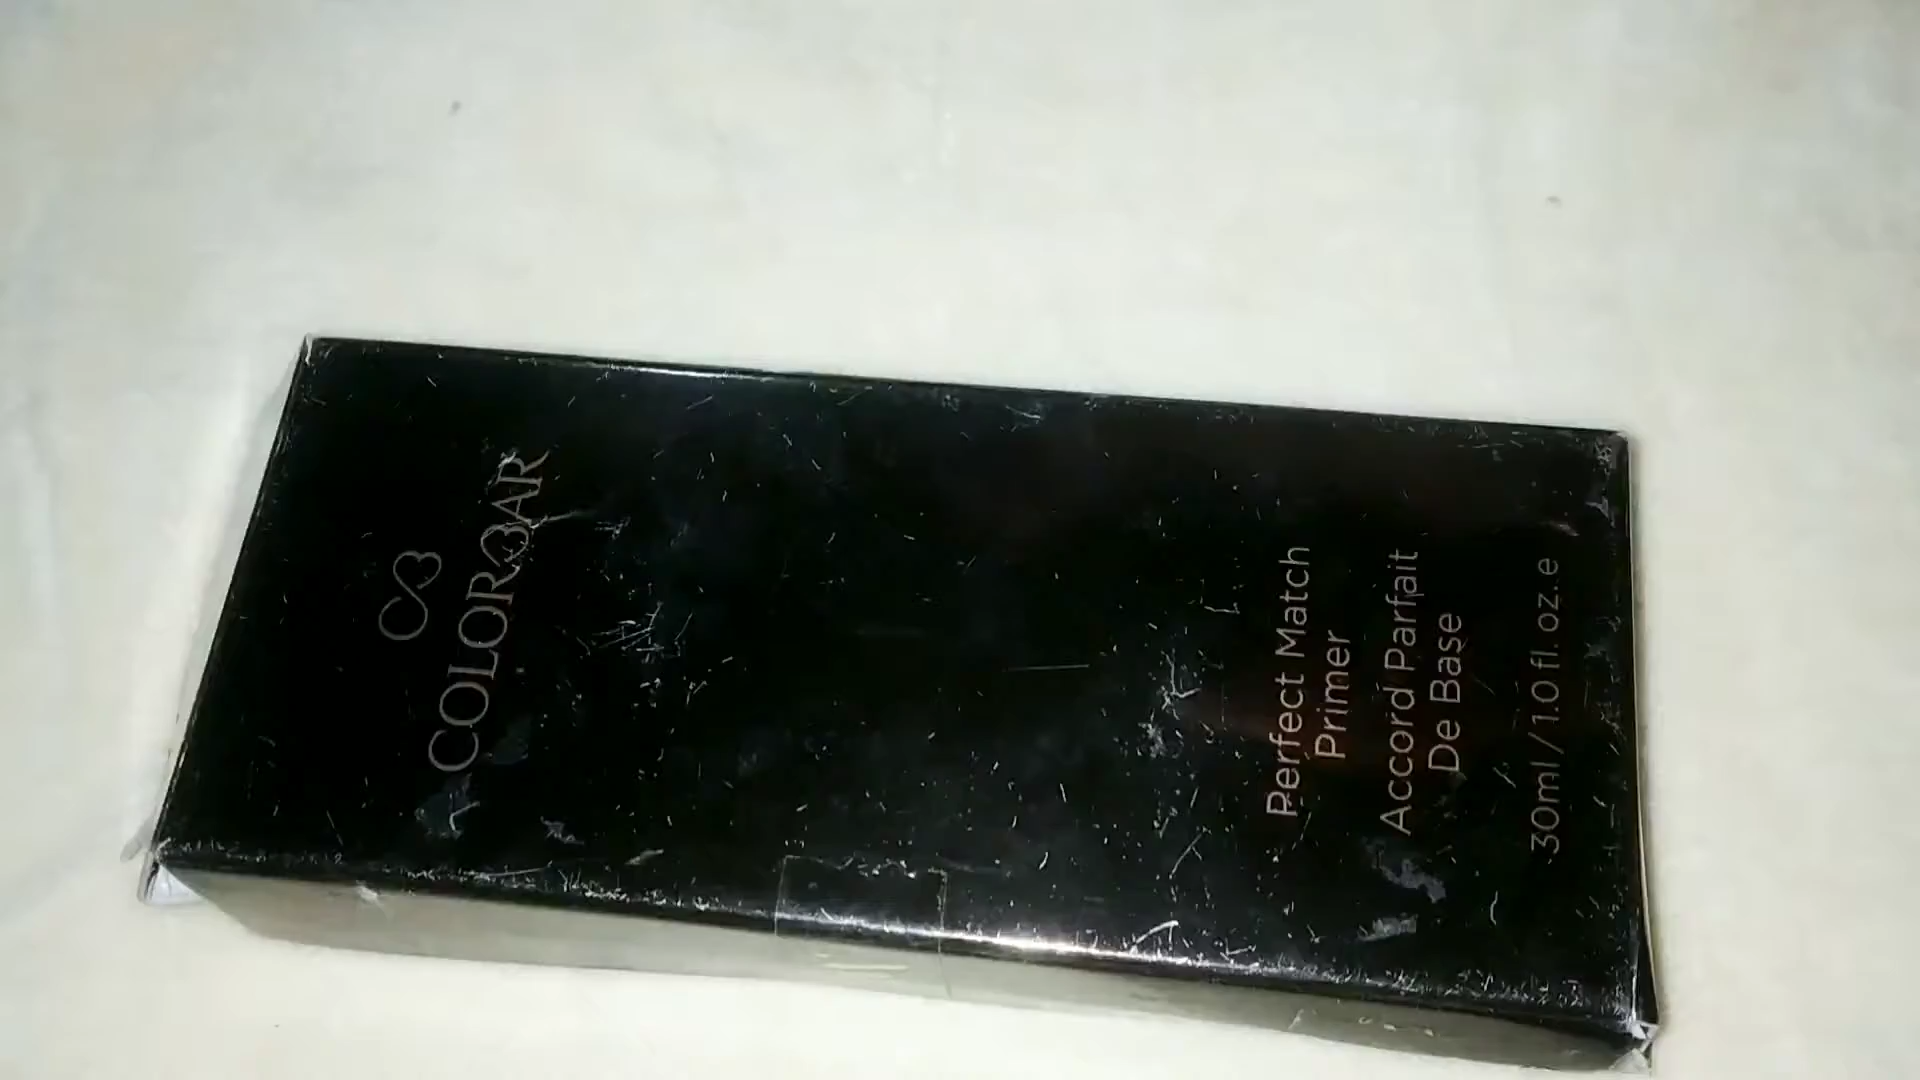 COLORBAR
Perfect Match
Primer
Accord Parfait
De Base
30ml / 1.0 fl. oz. e